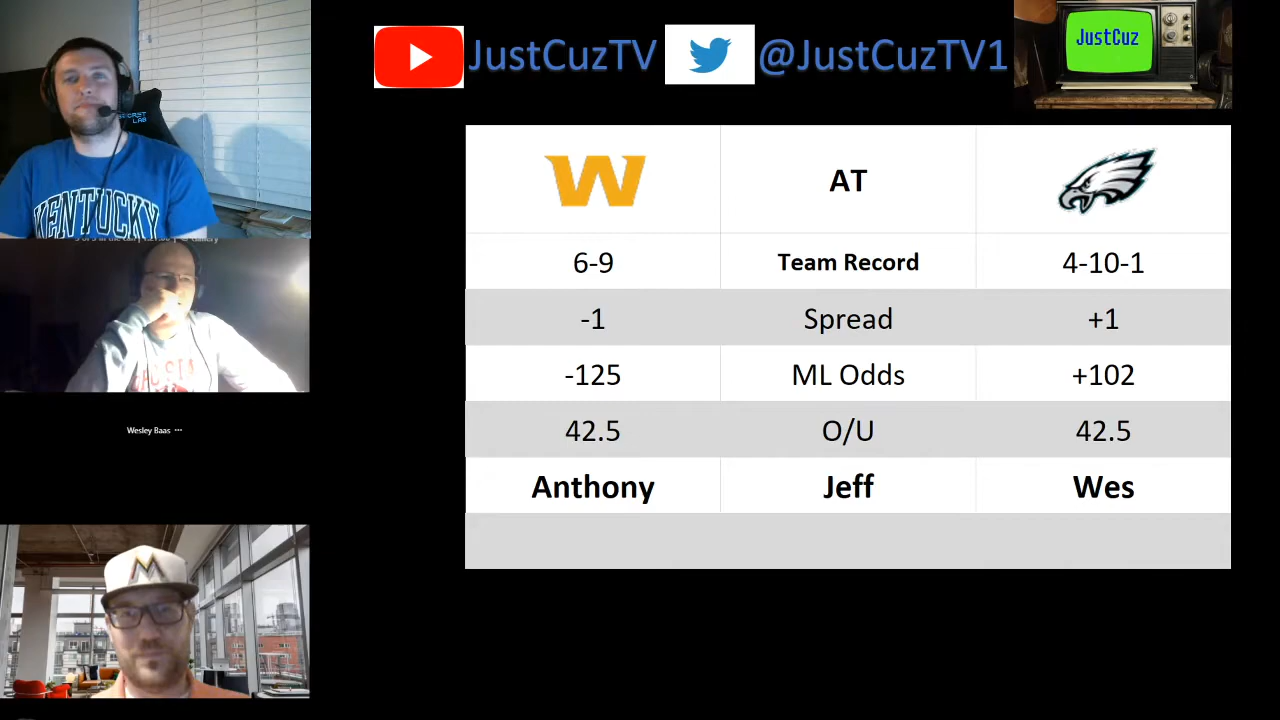 JustCuzTV @JustCuzTV1
JustCuz
W AT
6-9 Team Record 4-10-1
-1 Spread +1
-125 ML Odds +102
42.5 O/U 42.5
Anthony Jeff Wes
KENTUCKY
LAB
Wesley Baas ···
M